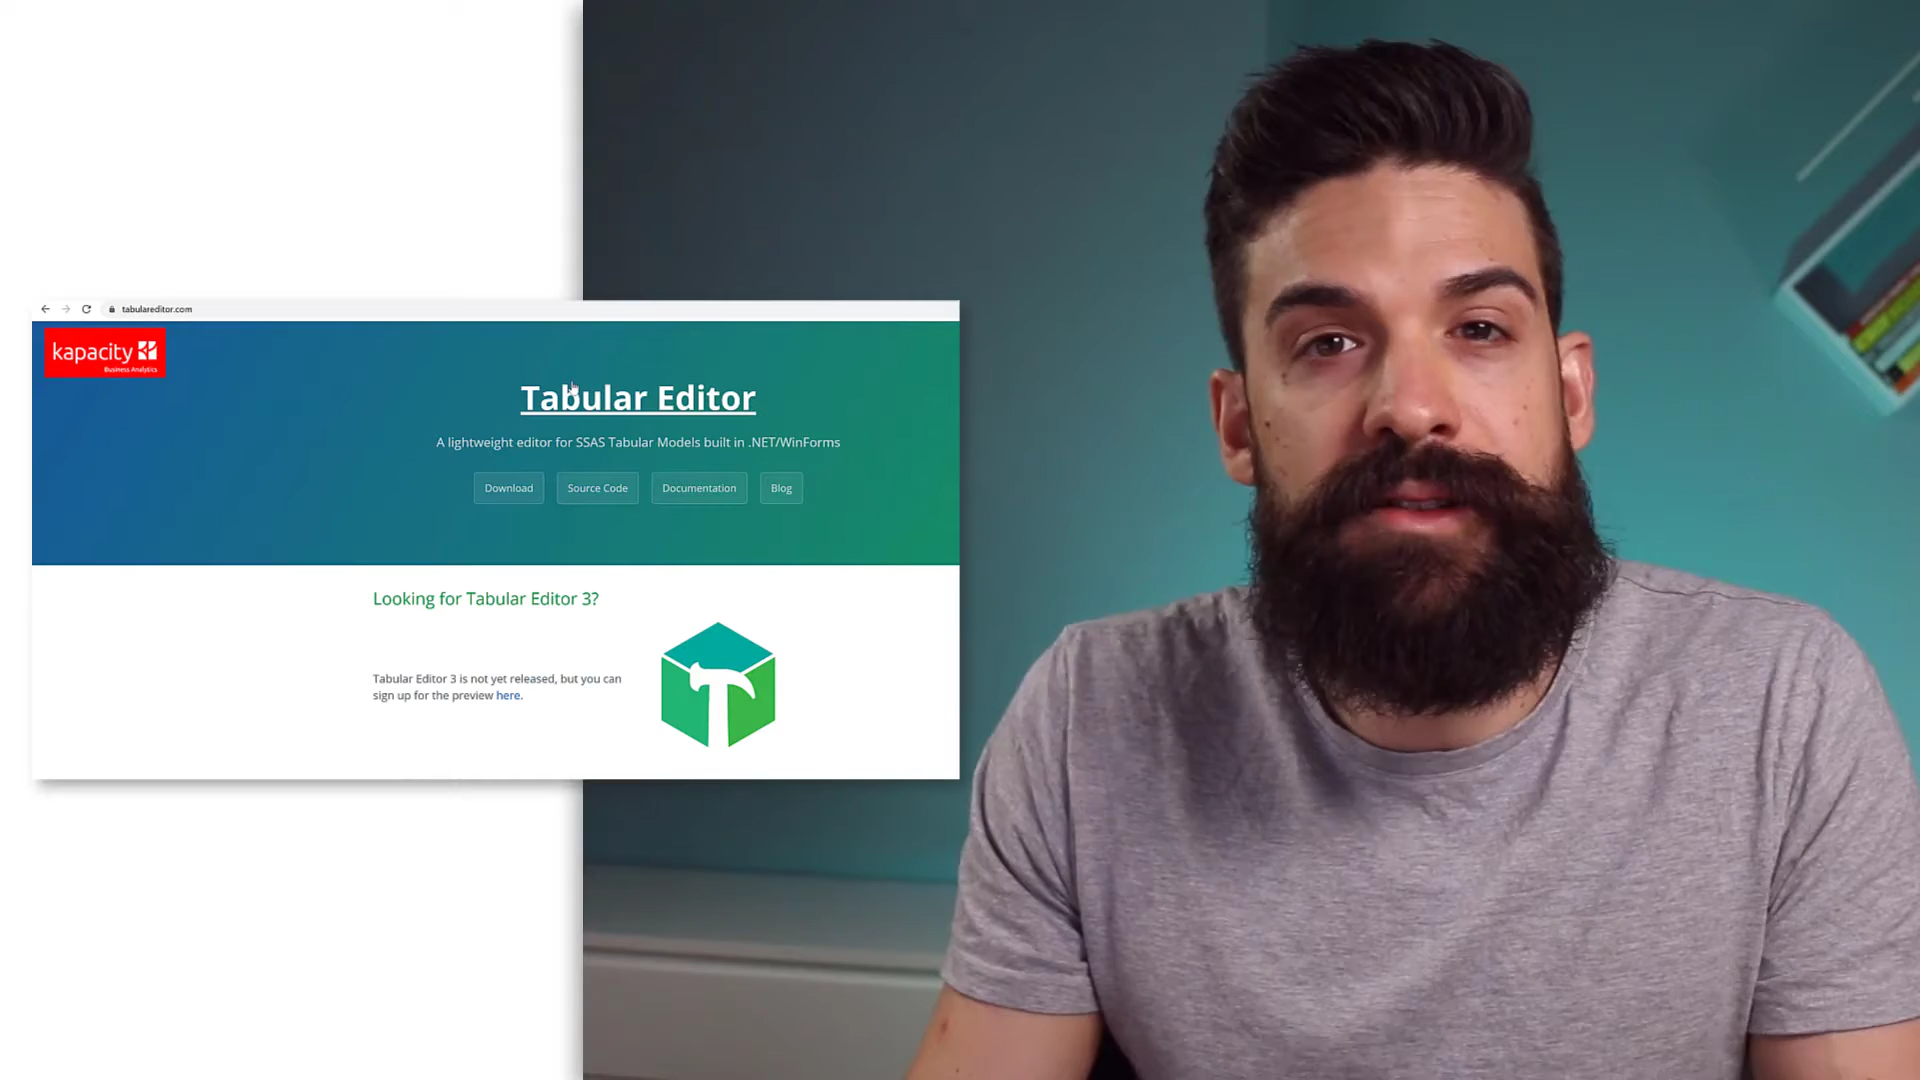 tabulareditor.com
kapacity
Business Analytics
Tabular Editor
A lightweight editor for SSAS Tabular Models built in .NET/WinForms
Download Source Code Documentation Blog
Looking for Tabular Editor 3?
Tabular Editor 3 is not yet released, but you can
sign up for the preview here.